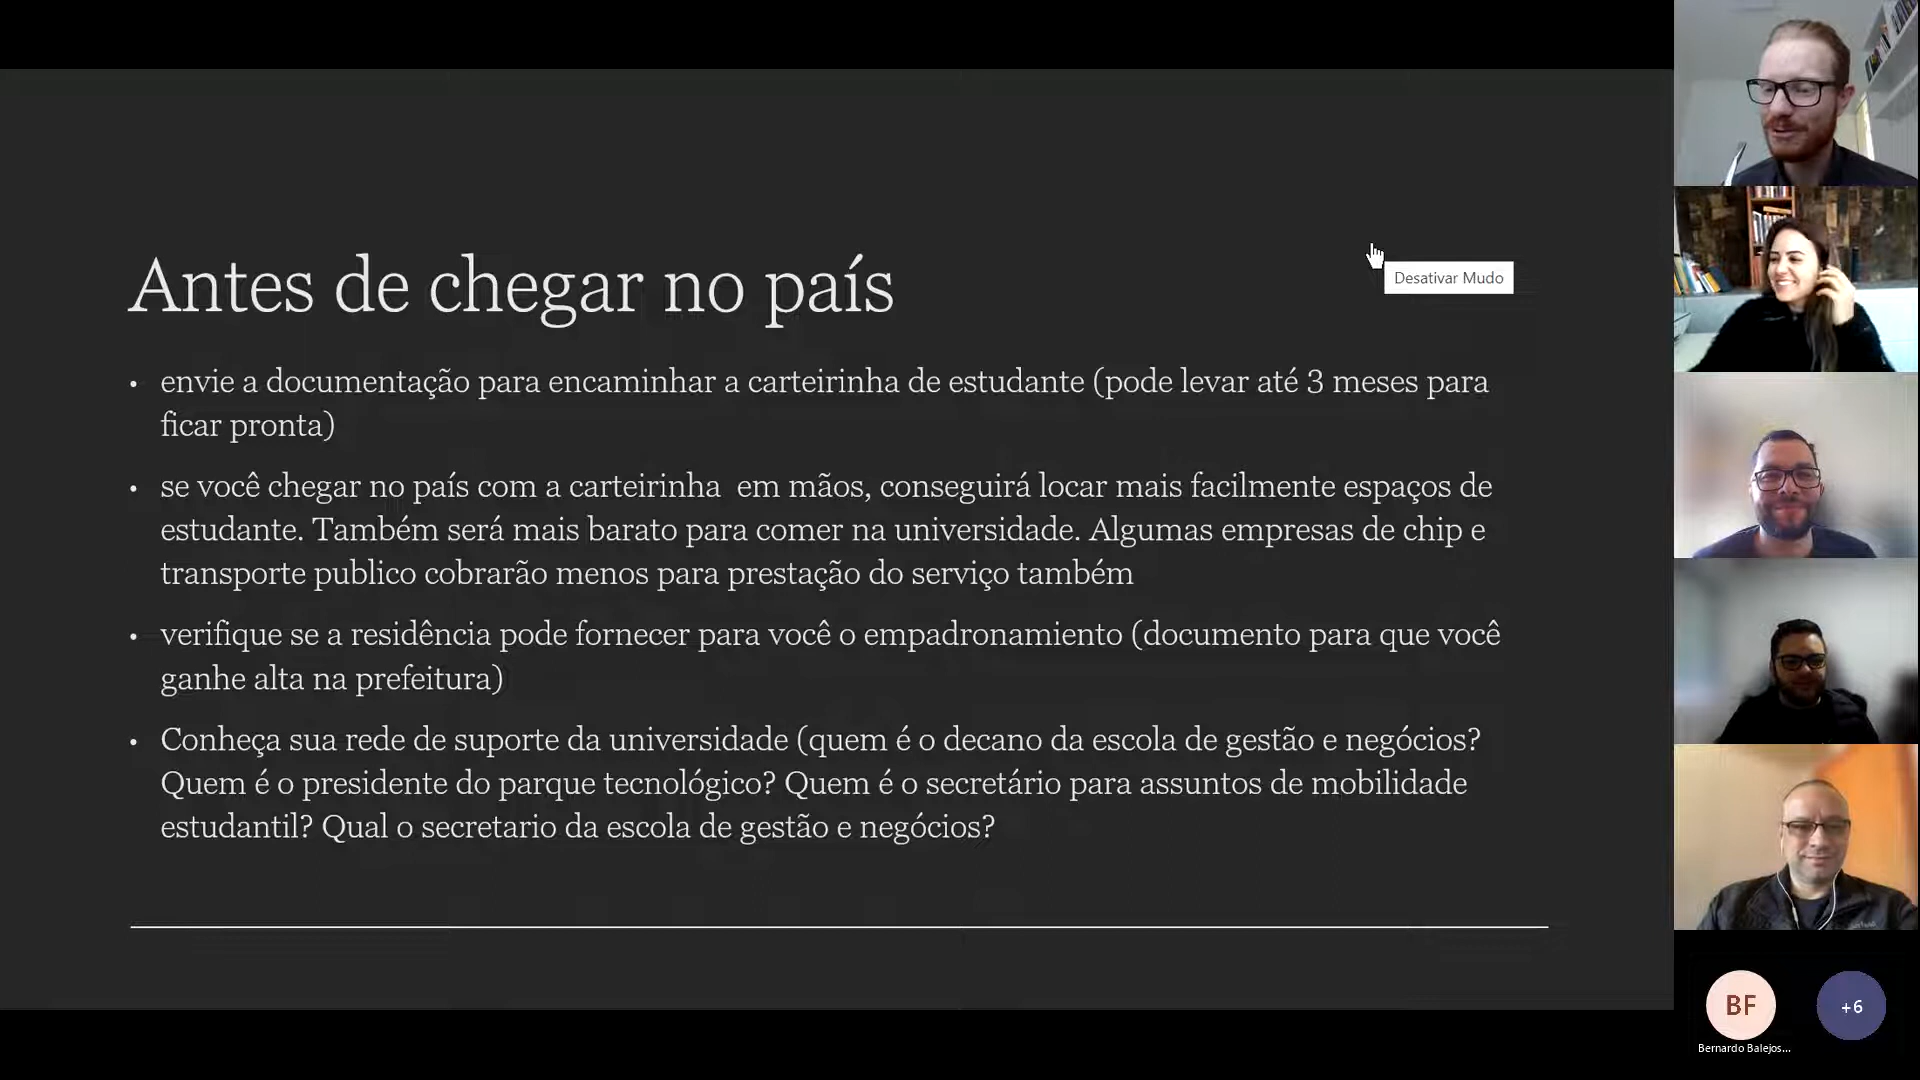 Antes de chegar no país
Desativar Mudo
• envie a documentação para encaminhar a carteirinha de estudante (pode levar até 3 meses para
ficar pronta)
• se você chegar no país com a carteirinha  em mãos, conseguirá locar mais facilmente espaços de
estudante. Também será mais barato para comer na universidade. Algumas empresas de chip e
transporte publico cobrarão menos para prestação do serviço também
• verifique se a residência pode fornecer para você o empadronamiento (documento para que você
ganhe alta na prefeitura)
• Conheça sua rede de suporte da universidade (quem é o decano da escola de gestão e negócios?
Quem é o presidente do parque tecnológico? Quem é o secretário para assuntos de mobilidade
estudantil? Qual o secretario da escola de gestão e negócios?
BF
+6
Bernardo Balejos...